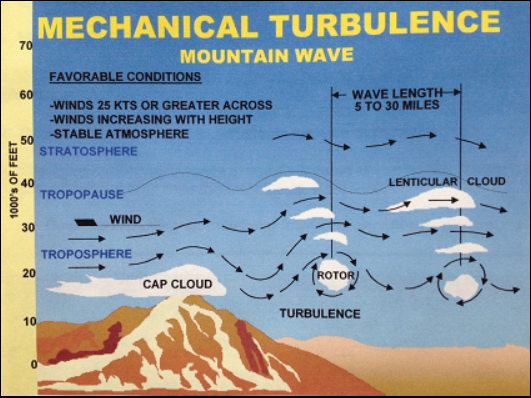 MECHANICAL TURBULENCE
MOUNTAIN WAVE
FAVORABLE CONDITIONS
-WINDS 25 KTS OR GREATER ACROSS
-WINDS INCREASING WITH HEIGHT
-STABLE ATMOSPHERE
WAVE LENGTH
5 TO 30 MILES
STRATOSPHERE
TROPOPAUSE
LENTICULAR CLOUD
WIND
TROPOSPHERE
CAP CLOUD
ROTOR
TURBULENCE
1000's OF FEET
70
60
50
40
30
20
10
0